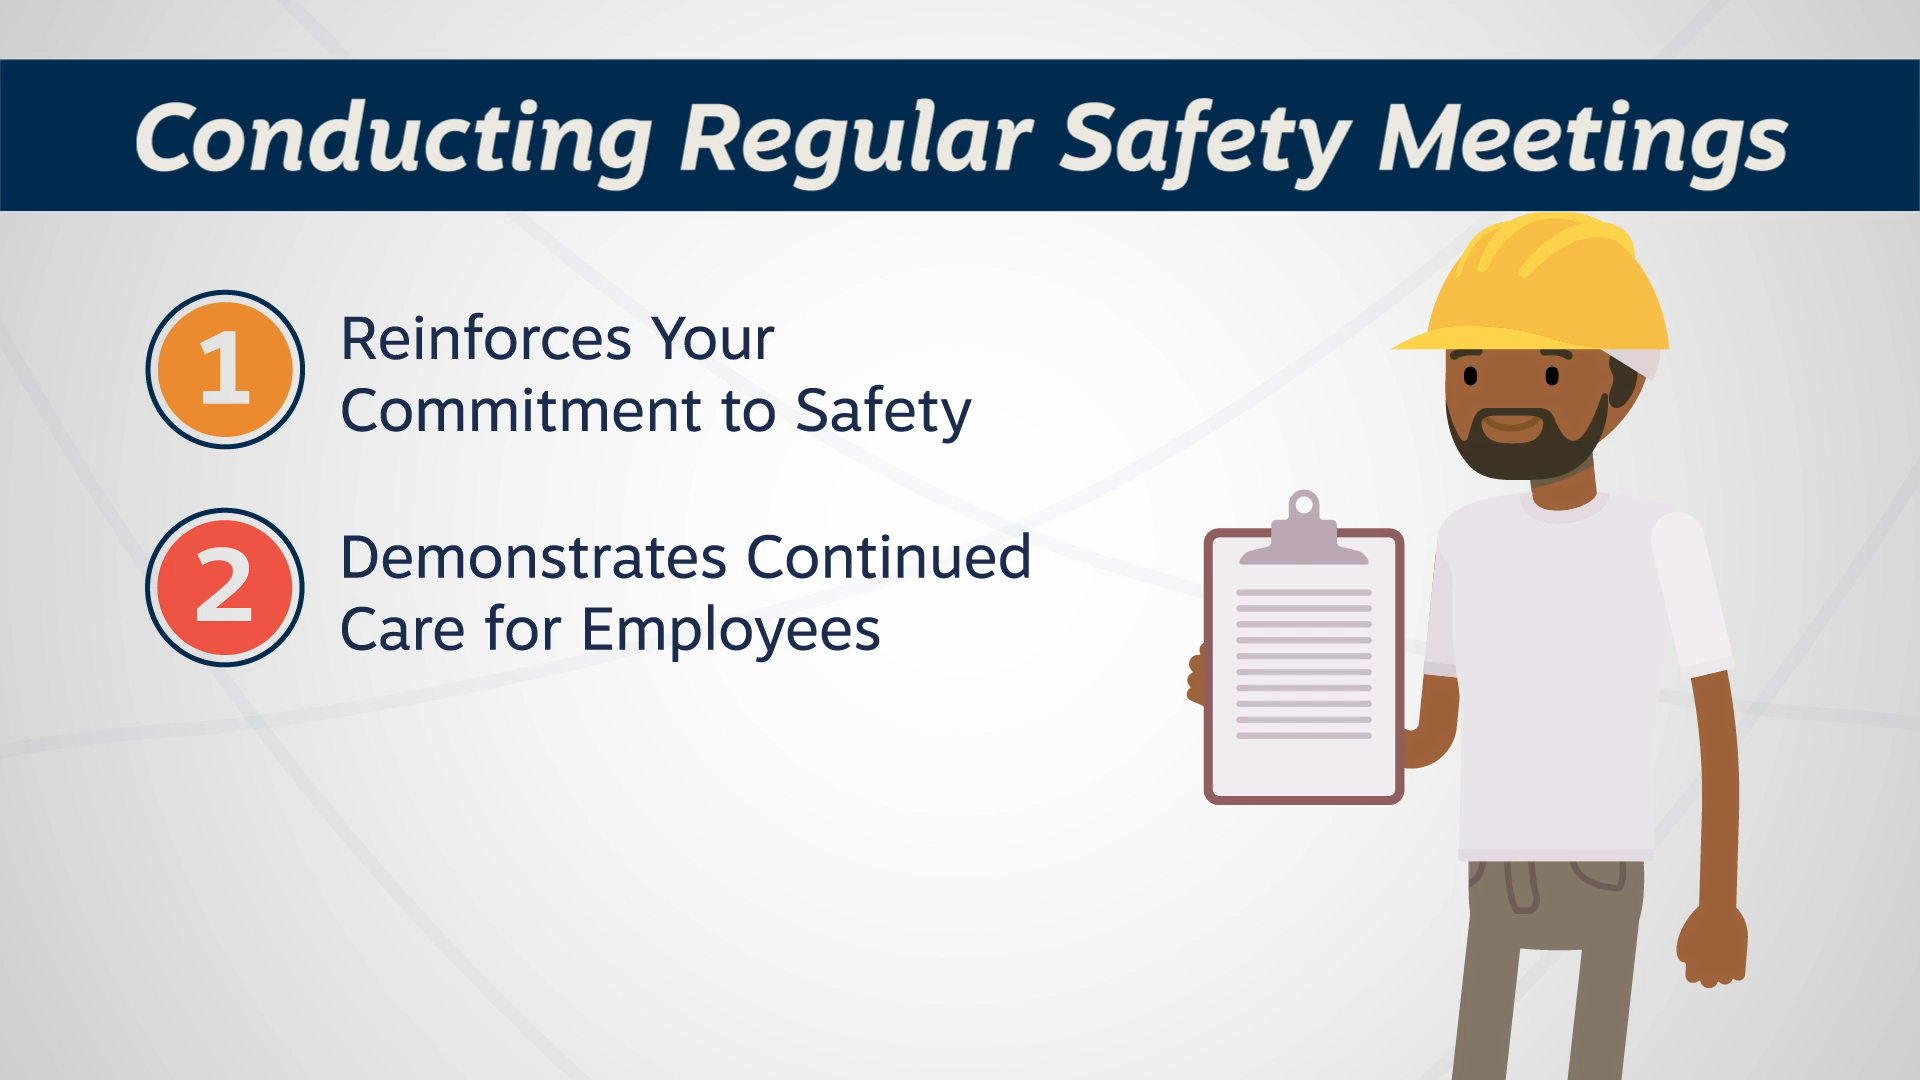 Conducting Regular Safety Meetings
1
Reinforces Your
Commitment to Safety
2
Demonstrates Continued
Care for Employees